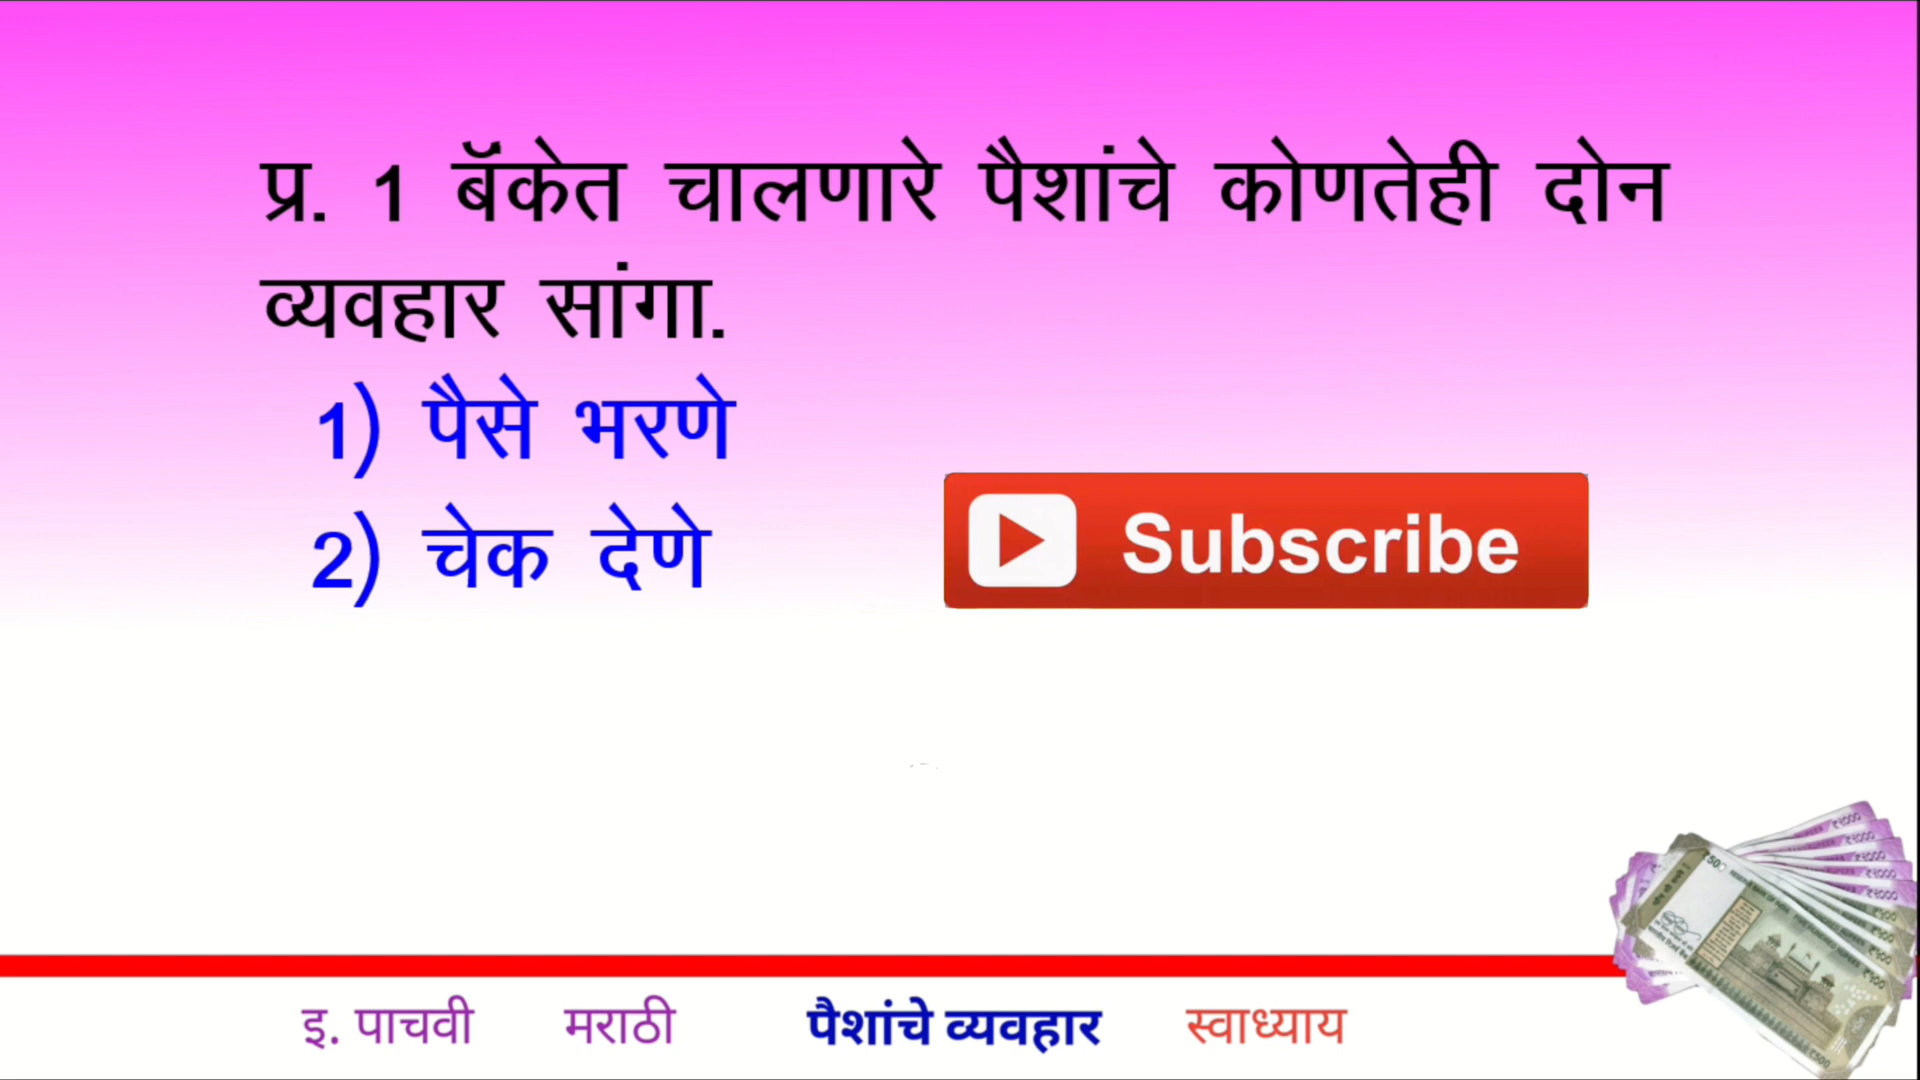 प्र. 1 बॅंकेत चालणारे पैशांचे कोणतेही दोन
व्यवहार सांगा.
1) पैसे भरणे
2) चेक देणे
Subscribe
इ. पाचवी मराठी पैशांचे व्यवहार स्वाध्याय